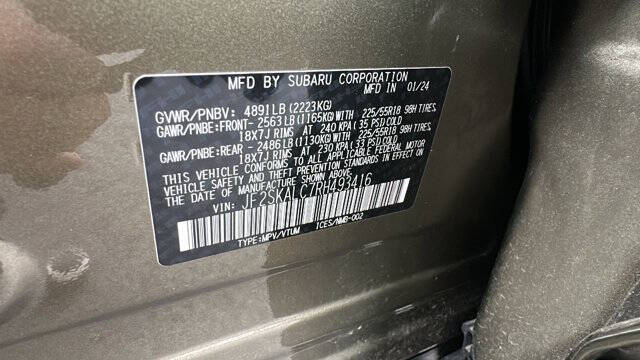 MFD BY SUBARU CORPORATION
MFD IN 01/24
GVWR/PNBV: 4891LB(2223KG)
GAWR/PNBE:FRONT- 2563LB(1165KG)WITH 225/55R18 98H TIRES,
18X7J RIMS AT 240 KPA(35 PSI)COLD
GAWR/PNBE:REAR - 2486LB(1130KG)WITH 225/55R18 98H TIRES,
18X7J RIMS AT 230 KPA(33 PSI)COLD
THIS VEHICLE CONFORMS TO ALL APPLICABLE FEDERAL MOTOR
VEHICLE SAFETY STANDARDS IN EFFECT ON
THE DATE OF MANUFACTURE SHOWN ABOVE.
VIN: JF2SKALC7RH493416
TYPE:MPV/VTUM ICES/NMB-002